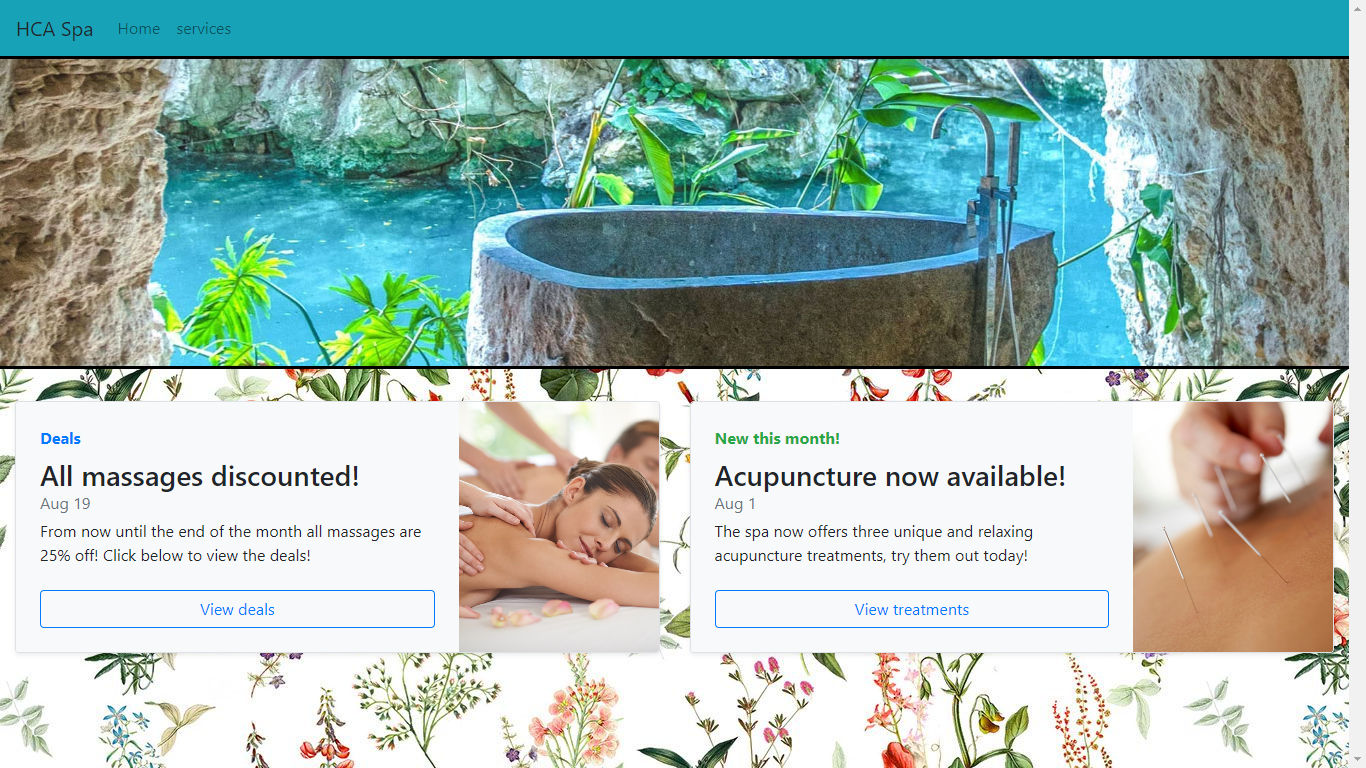 HCA Spa Home services
Deals
All massages discounted!
Aug 19
From now until the end of the month all massages are
25% off! Click below to view the deals!
View deals
New this month!
Acupuncture now available!
Aug 1
The spa now offers three unique and relaxing
acupuncture treatments, try them out today!
View treatments